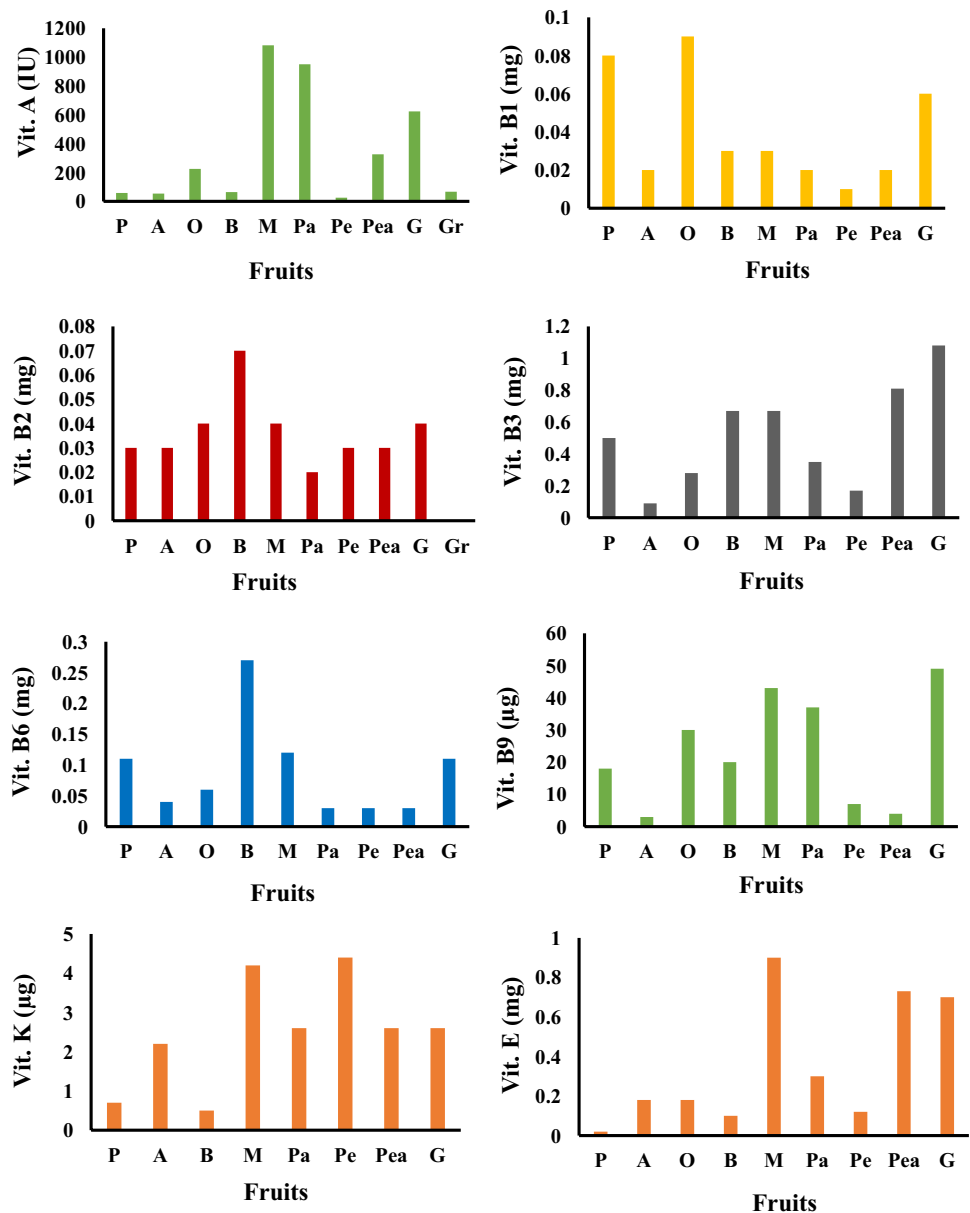 Vit. A (IU)
1200
1000
800
600
400
200
0
P A O B M Pa Pe Pea G Gr
Fruits
Vit. B1 (mg)
0.1
0.08
0.06
0.04
0.02
0
P A O B M Pa Pe Pea G
Fruits
Vit. B2 (mg)
0.08
0.07
0.06
0.05
0.04
0.03
0.02
0.01
0
P A O B M Pa Pe Pea G Gr
Fruits
Vit. B3 (mg)
1.2
1
0.8
0.6
0.4
0.2
0
P A O B M Pa Pe Pea G
Fruits
Vit. B6 (mg)
0.3
0.25
0.2
0.15
0.1
0.05
0
P A O B M Pa Pe Pea G
Fruits
Vit. B9 (µg)
60
50
40
30
20
10
0
P A O B M Pa Pe Pea G
Fruits
Vit. K (µg)
5
4
3
2
1
0
P A B M Pa Pe Pea G
Fruits
Vit. E (mg)
1
0.8
0.6
0.4
0.2
0
P A O B M Pa Pe Pea G
Fruits